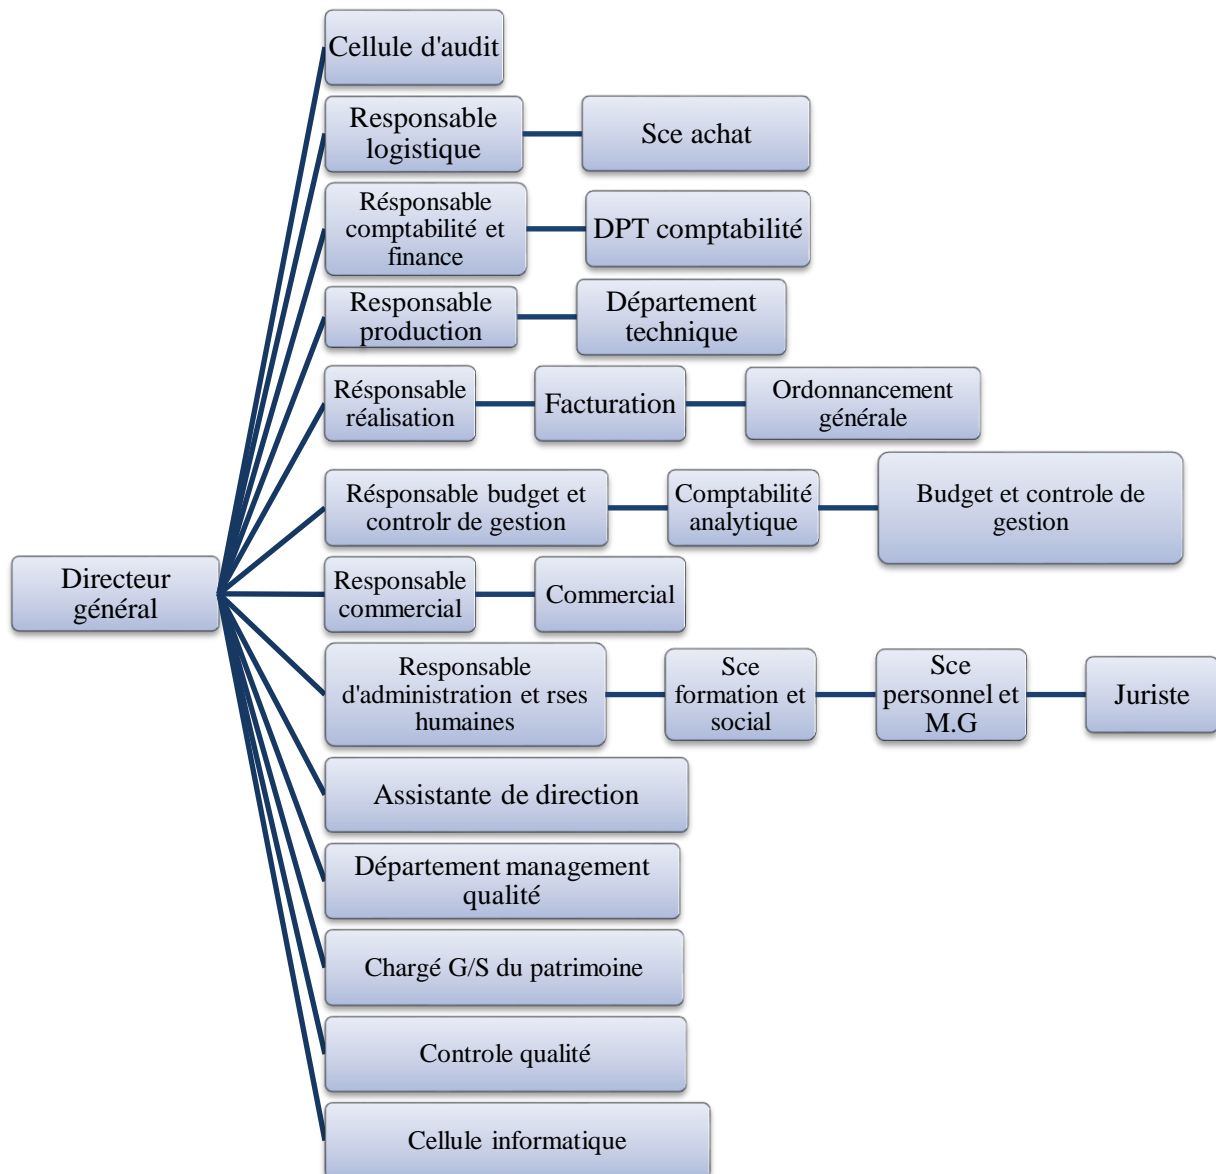 Cellule d'audit
Responsable
logistique
Sce achat
Résponsable
comptabilité et
finance
DPT comptabilité
Responsable
production
Département
technique
Résponsable
réalisation
Facturation
Ordonnancement
générale
Résponsable budget et
controlr de gestion
Comptabilité
analytique
Budget et controle de
gestion
Directeur
général
Responsable
commercial
Commercial
Responsable
d'administration et rses
humaines
Sce
formation et
social
Sce
personnel et
M.G
Juriste
Assistante de direction
Département management
qualité
Chargé G/S du patrimoine
Controle qualité
Cellule informatique